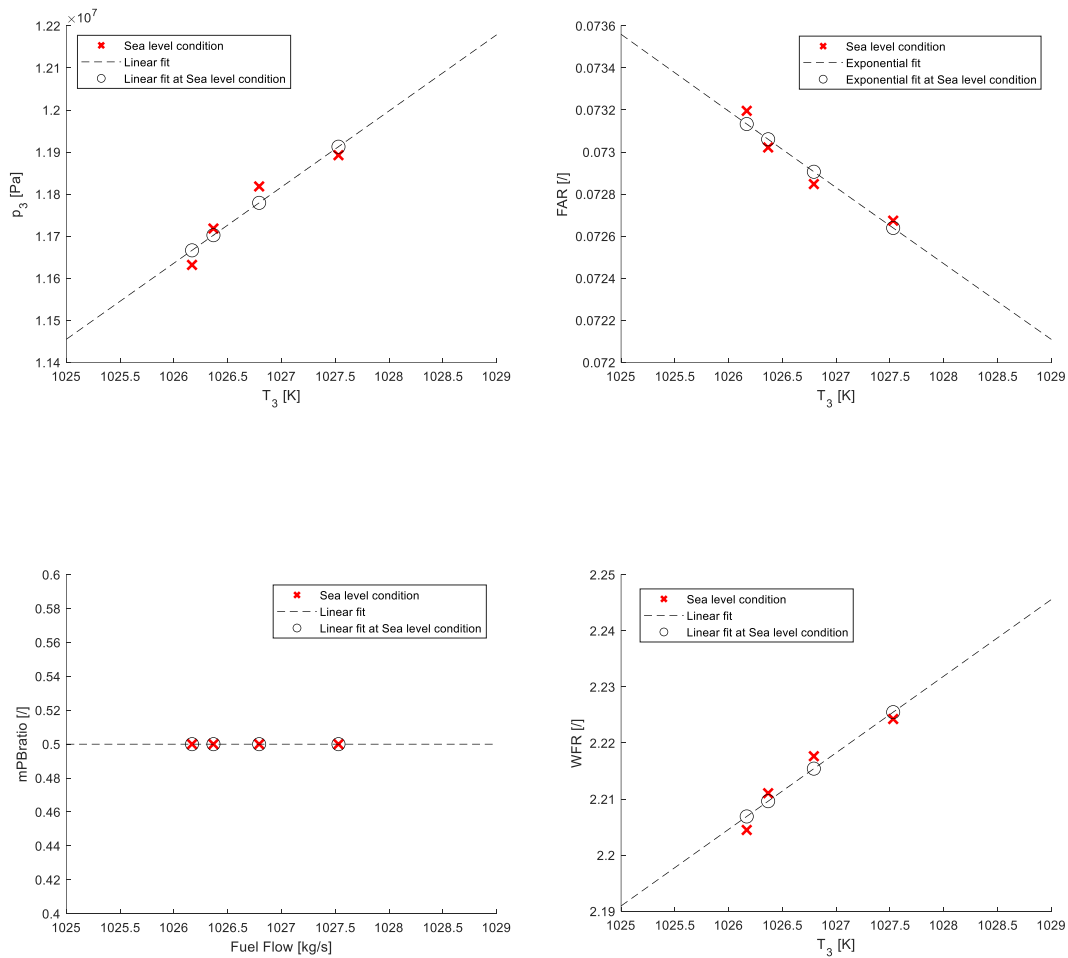 ×10⁷
1.22
1.21
1.2
1.19
1.18
1.17
1.16
1.15
1.14
p₃ [Pa]
Sea level condition
Linear fit
Linear fit at Sea level condition
1025 1025.5 1026 1026.5 1027 1027.5 1028 1028.5 1029
T₃ [K]
0.0736
0.0734
0.0732
0.073
0.0728
0.0726
0.0724
0.0722
0.072
FAR [/]
Sea level condition
Exponential fit
Exponential fit at Sea level condition
1025 1025.5 1026 1026.5 1027 1027.5 1028 1028.5 1029
T₃ [K]
0.6
0.58
0.56
0.54
0.52
0.5
0.48
0.46
0.44
0.42
0.4
mPBratio [/]
Sea level condition
Linear fit
Linear fit at Sea level condition
1025 1025.5 1026 1026.5 1027 1027.5 1028 1028.5 1029
Fuel Flow [kg/s]
2.25
2.24
2.23
2.22
2.21
2.2
2.19
WFR [/]
Sea level condition
Linear fit
Linear fit at Sea level condition
1025 1025.5 1026 1026.5 1027 1027.5 1028 1028.5 1029
T₃ [K]